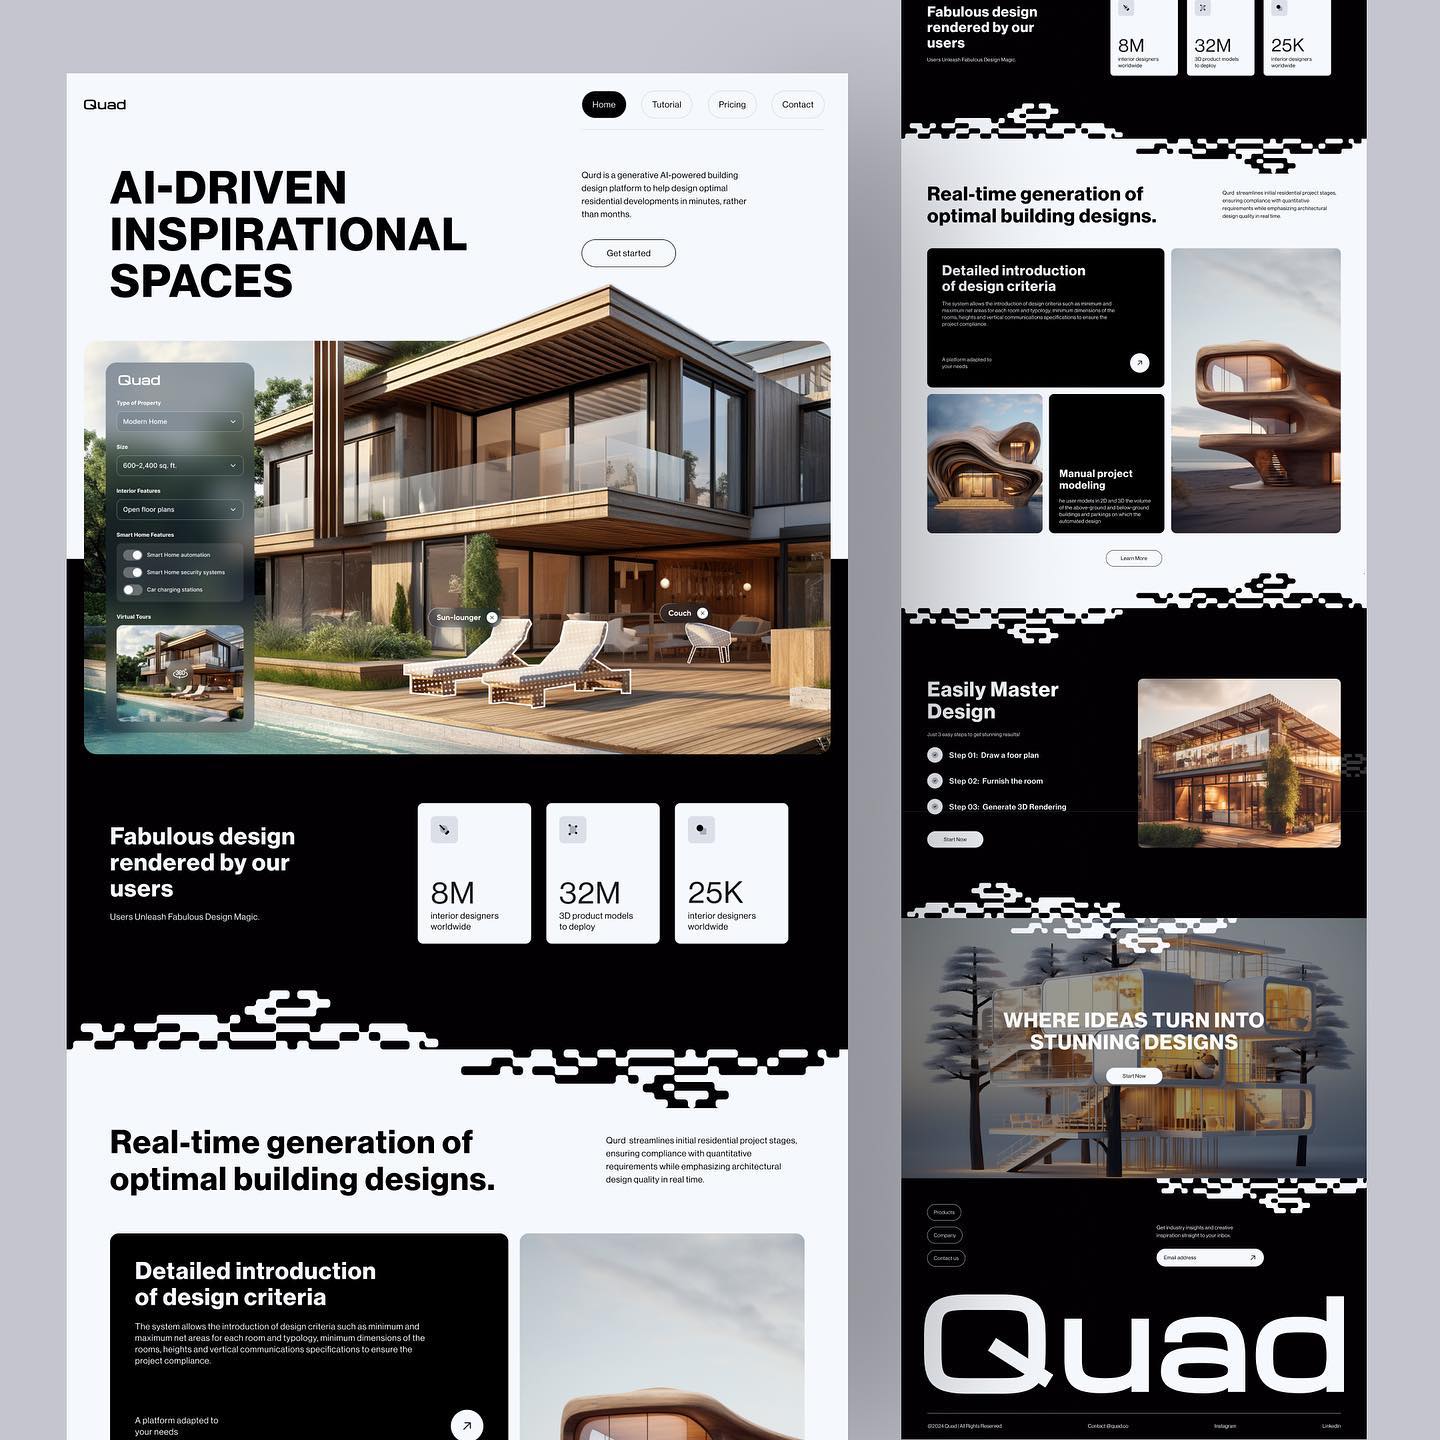 Quad
Home
Tutorial
Pricing
Contact
AI-DRIVEN
INSPIRATIONAL
SPACES
Qurd is a generative AI-powered building
design platform to help design optimal
residential developments in minutes, rather
than months.
Get started
Quad
Type of Property
Modern Home
Size
600-2,400 sq. ft.
Interior Features
Open floor plans
Smart Home Features
Smart Home automation
Smart Home security systems
Car charging stations
Virtual Tours
360°
Sun-lounger
Couch
Fabulous design
rendered by our
users
Users Unleash Fabulous Design Magic.
8M
interior designers
worldwide
32M
3D product models
to deploy
25K
interior designers
worldwide
Real-time generation of
optimal building designs.
Qurd streamlines initial residential project stages,
ensuring compliance with quantitative
requirements while emphasizing architectural
design quality in real time.
Detailed introduction
of design criteria
The system allows the introduction of design criteria such as minimum and
maximum net areas for each room and typology, minimum dimensions of the
rooms, heights and vertical communications specifications to ensure the
project compliance.
A platform adapted to
your needs
Fabulous design
rendered by our
users
Users Unleash Fabulous Design Magic.
8M
interior designers
worldwide
32M
3D product models
to deploy
25K
interior designers
worldwide
Real-time generation of
optimal building designs.
Qurd streamlines initial residential project stages,
ensuring compliance with quantitative
requirements while emphasizing architectural
design quality in real time.
Detailed introduction
of design criteria
The system allows the introduction of design criteria such as minimum and
maximum net areas for each room and typology, minimum dimensions of the
rooms, heights and vertical communications specifications to ensure the
project compliance.
A platform adapted to
your needs
Manual project
modeling
he user models in 2D and 3D the volume
of the above-ground and below-ground
buildings and parkings on which the
automated design
Learn More
Easily Master
Design
Just 3 easy steps to get stunning results!
Step 01: Draw a foor plan
Step 02: Furnish the room
Step 03: Generate 3D Rendering
Start Now
WHERE IDEAS TURN INTO
STUNNING DESIGNS
Start Now
Products
Company
Contact us
Get industry insights and creative
inspiration straight to your inbox.
Email address
Quad
©2024 Quad | All Rights Reserved
Contact@quad.co
Instagram
LinkedIn